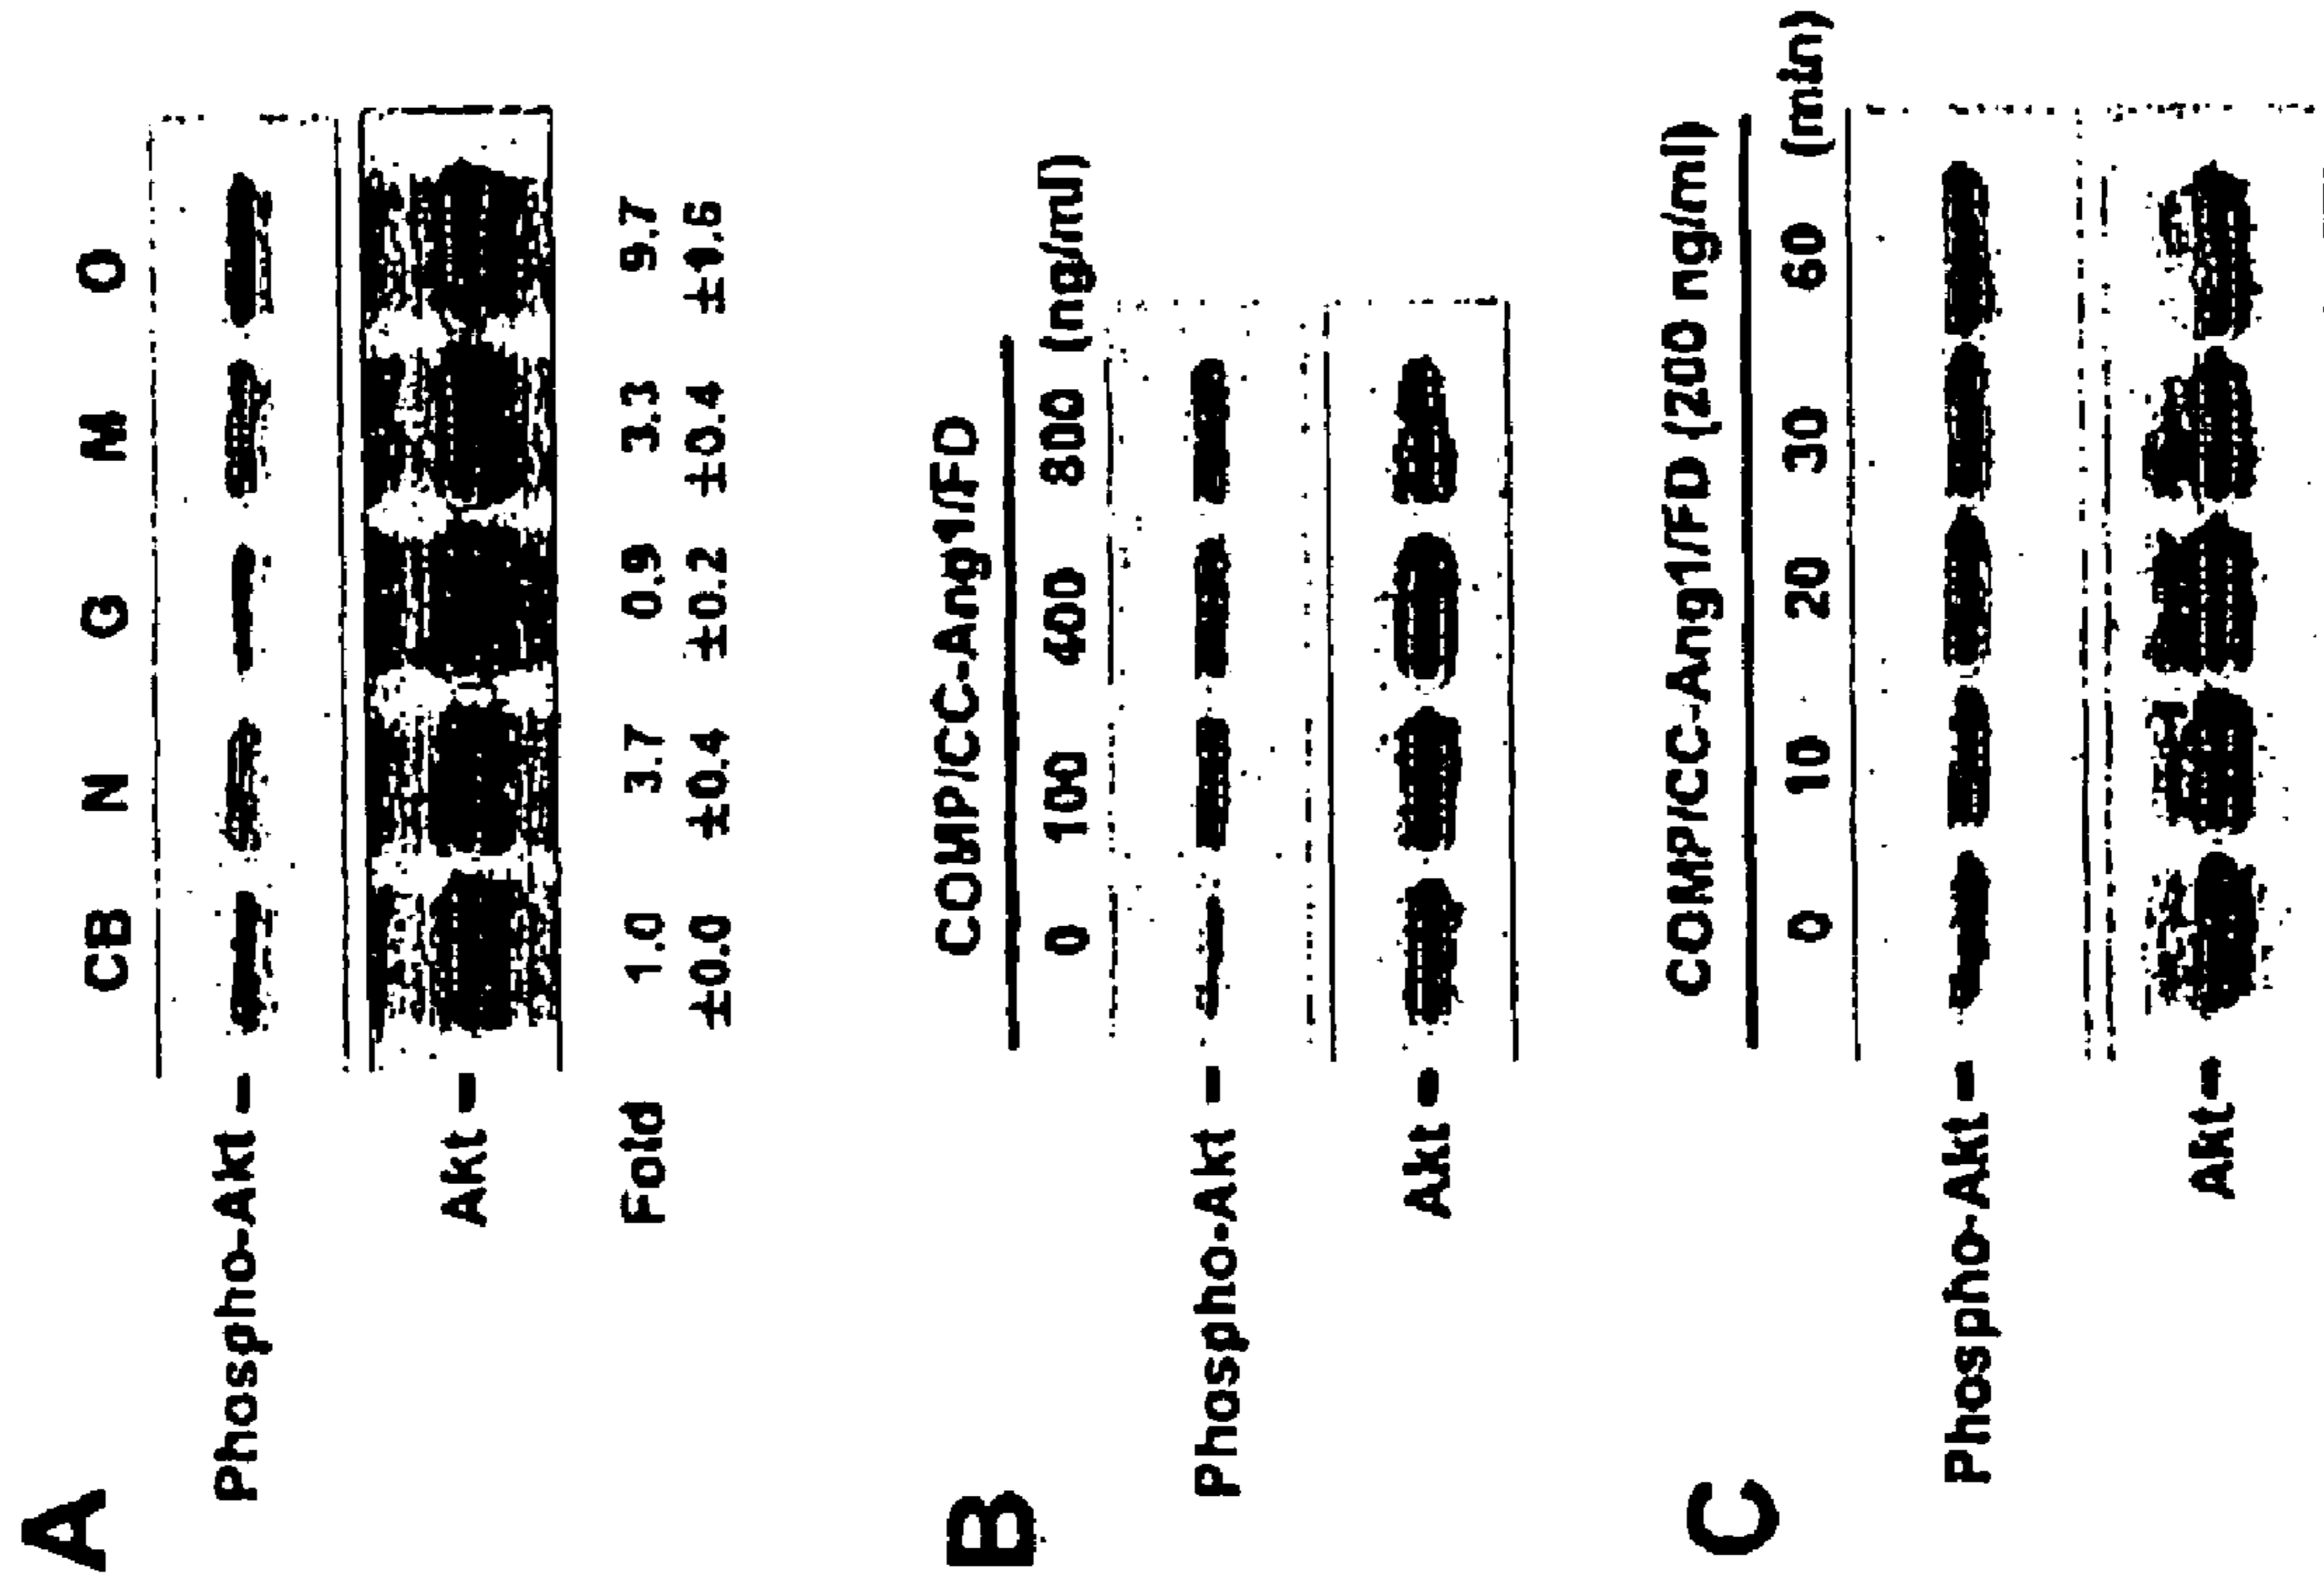 A
CB N G M O
Phospho-Akt
Akt
Fold 1.0 3.7 0.9 3.3 9.7
±0.0 ±0.4 ±0.2 ±0.4 ±1.6
B
COMP/CC-Ang1/FD
0 100 400 800 (ng/ml)
Phospho-Akt
Akt
C
COMP/CC-Ang1/FD (200 ng/ml)
0 10 20 30 60 (min)
Phospho-Akt
Akt